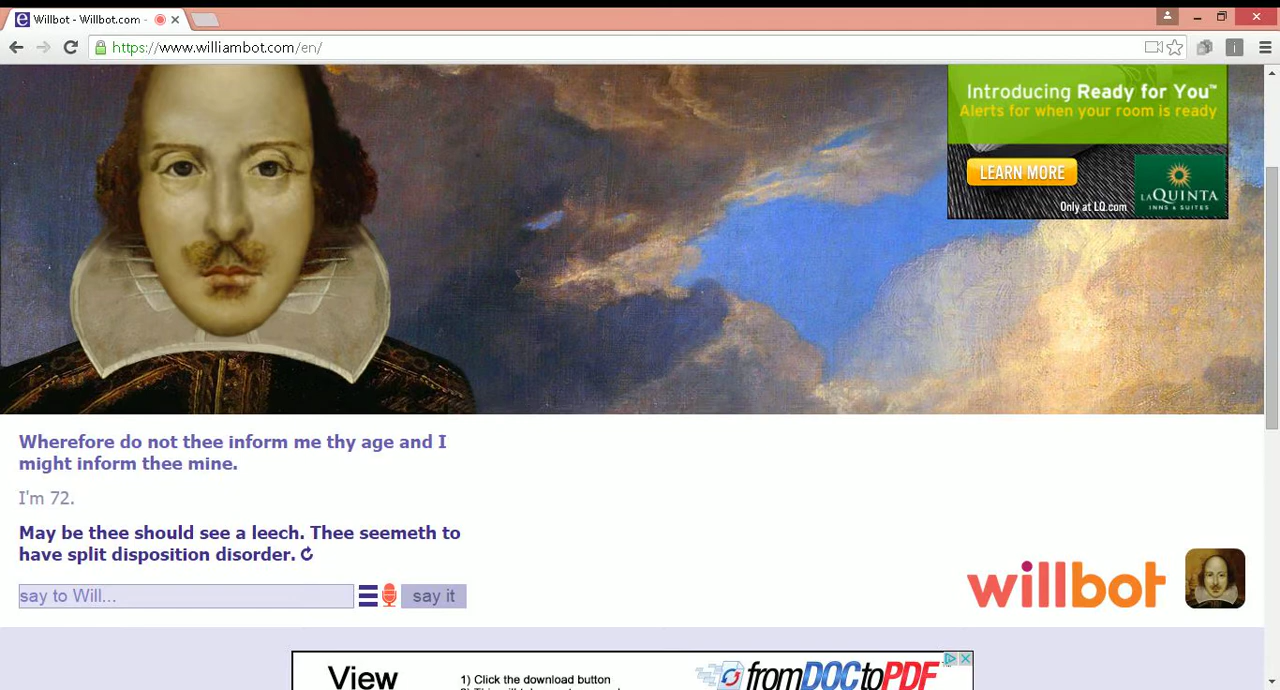 Willbot - Willbot.com -
https://www.williambot.com/en/
Introducing Ready for You™
Alerts for when your room is ready
LEARN MORE
LAQUINTA
INNS & SUITES
Only at LQ.com
Wherefore do not thee inform me thy age and I
might inform thee mine.
I'm 72.
May be thee should see a leech. Thee seemeth to
have split disposition disorder.
say to Will...
say it
willbot
View
1) Click the download button
fromDOCtoPDF